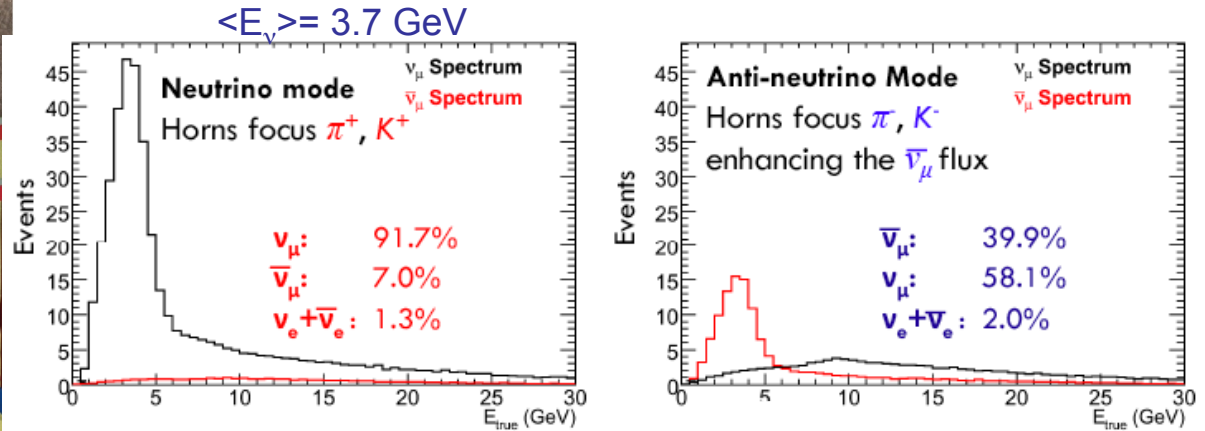 <Eν>= 3.7 GeV
Neutrino mode
Horns focus π+, K+
νμ Spectrum
ν̅μ Spectrum
νμ: 91.7%
ν̅μ: 7.0%
νe+ν̅e: 1.3%
Events
0 5 10 15 20 25 30 35 40 45
0 5 10 15 20 25 30
Etrue (GeV)
Anti-neutrino Mode
Horns focus π-, K-
enhancing the ν̅μ flux
νμ Spectrum
ν̅μ Spectrum
ν̅μ: 39.9%
νμ: 58.1%
νe+ν̅e: 2.0%
Events
0 5 10 15 20 25 30 35 40 45
0 5 10 15 20 25 30
Etrue (GeV)